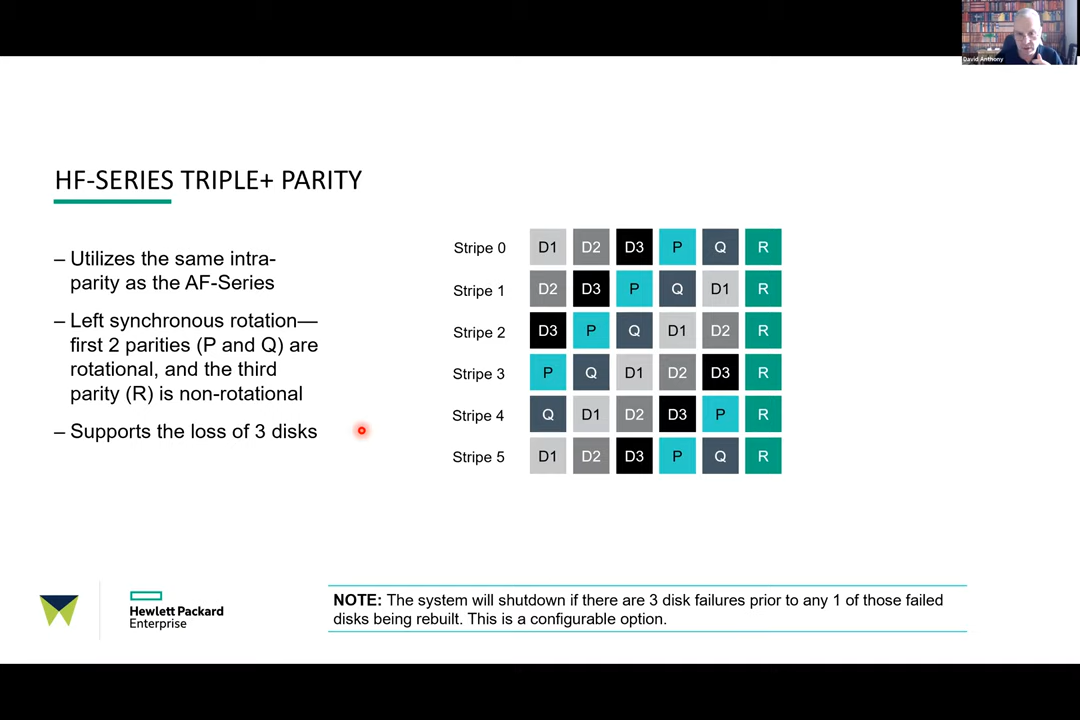 David Anthony
HF-SERIES TRIPLE+ PARITY
– Utilizes the same intra-
parity as the AF-Series
– Left synchronous rotation—
first 2 parities (P and Q) are
rotational, and the third
parity (R) is non-rotational
– Supports the loss of 3 disks
Stripe 0 D1 D2 D3 P Q R
Stripe 1 D2 D3 P Q D1 R
Stripe 2 D3 P Q D1 D2 R
Stripe 3 P Q D1 D2 D3 R
Stripe 4 Q D1 D2 D3 P R
Stripe 5 D1 D2 D3 P Q R
Hewlett Packard
Enterprise
NOTE: The system will shutdown if there are 3 disk failures prior to any 1 of those failed
disks being rebuilt. This is a configurable option.